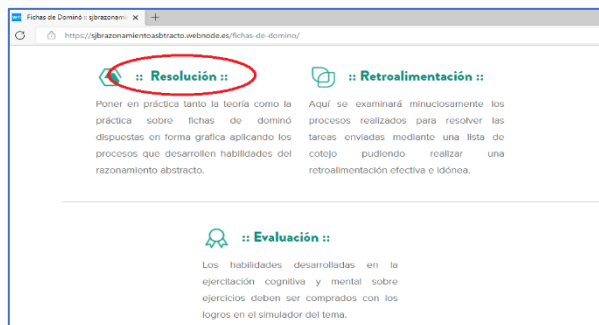 Fichas de Dominó :: sjbrazonami
https://sjbrazonamientoasbtracto.webnode.es/fichas-de-domino/
:: Resolución ::
Poner en práctica tanto la teoría como la
práctica sobre fichas de dominó
dispuestas en forma grafica aplicando los
procesos que desarrollen habilidades del
razonamiento abstracto.
:: Retroalimentación ::
Aquí se examinará minuciosamente los
procesos realizados para resolver las
tareas enviadas mediante una lista de
cotejo pudiendo realizar una
retroalimentación efectiva e idónea.
:: Evaluación ::
Los habilidades desarrolladas en la
ejercitación cognitiva y mental sobre
ejercicios deben ser comprados con los
logros en el simulador del tema.